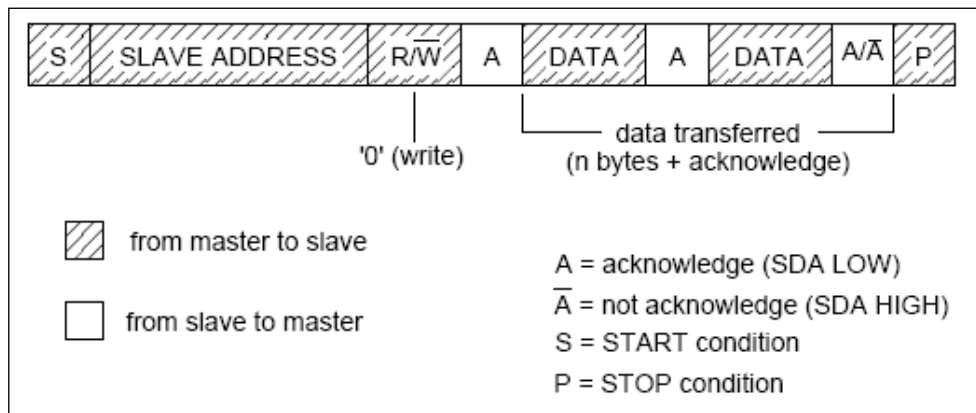 S SLAVE ADDRESS R/W̅ A DATA A DATA A/A̅ P
'0' (write)
data transferred
(n bytes + acknowledge)
from master to slave
from slave to master
A = acknowledge (SDA LOW)
A̅ = not acknowledge (SDA HIGH)
S = START condition
P = STOP condition